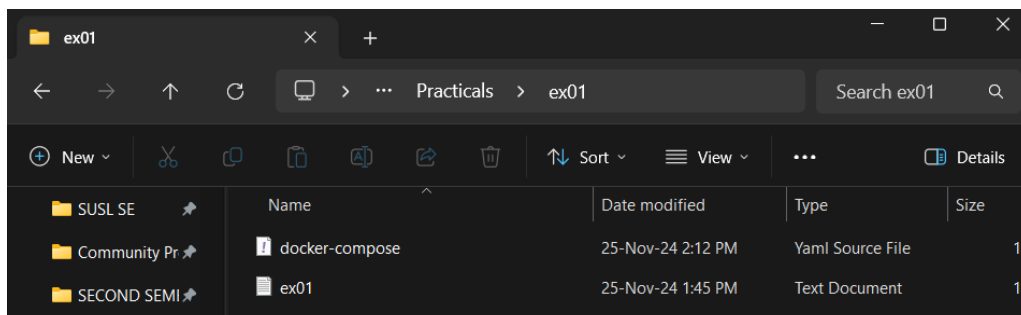 ex01
Practicals ex01 Search ex01
New Sort View Details
SUSL SE
Community Pr
SECOND SEMI
Name Date modified Type Size
docker-compose 25-Nov-24 2:12 PM Yaml Source File 1
ex01 25-Nov-24 1:45 PM Text Document 1